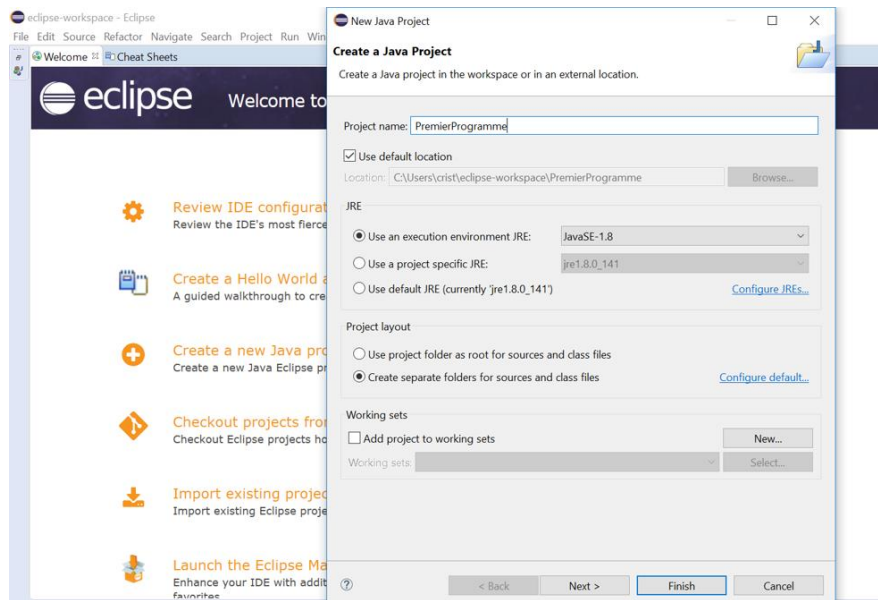 eclipse-workspace - Eclipse
File Edit Source Refactor Navigate Search Project Run Win
Welcome Cheat Sheets
eclipse Welcome to
Review IDE configurat
Review the IDE's most fierce
Create a Hello World a
A guided walkthrough to cre
Create a new Java pro
Create a new Java Eclipse pr
Checkout projects from
Checkout Eclipse projects ho
Import existing projec
Import existing Eclipse proje
Launch the Eclipse Ma
Enhance your IDE with addit
favorites
New Java Project
Create a Java Project
Create a Java project in the workspace or in an external location.
Project name: PremierProgramme
Use default location
Location: C:\Users\crist\eclipse-workspace\PremierProgramme Browse...
JRE
Use an execution environment JRE: JavaSE-1.8
Use a project specific JRE: jre1.8.0_141
Use default JRE (currently 'jre1.8.0_141') Configure JREs...
Project layout
Use project folder as root for sources and class files
Create separate folders for sources and class files Configure default...
Working sets
Add project to working sets New...
Working sets: Select...
? < Back Next > Finish Cancel